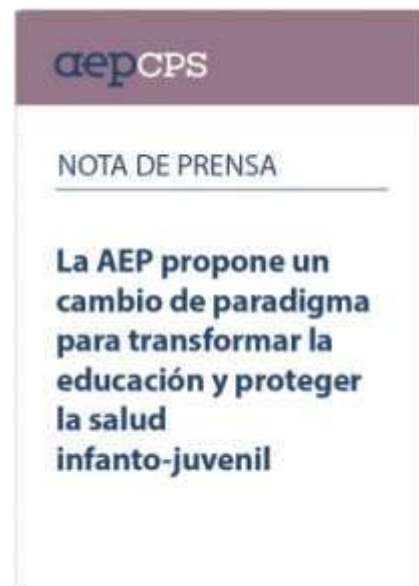 aepCPS
NOTA DE PRENSA
La AEP propone un
cambio de paradigma
para transformar la
educación y proteger
la salud
infanto-juvenil